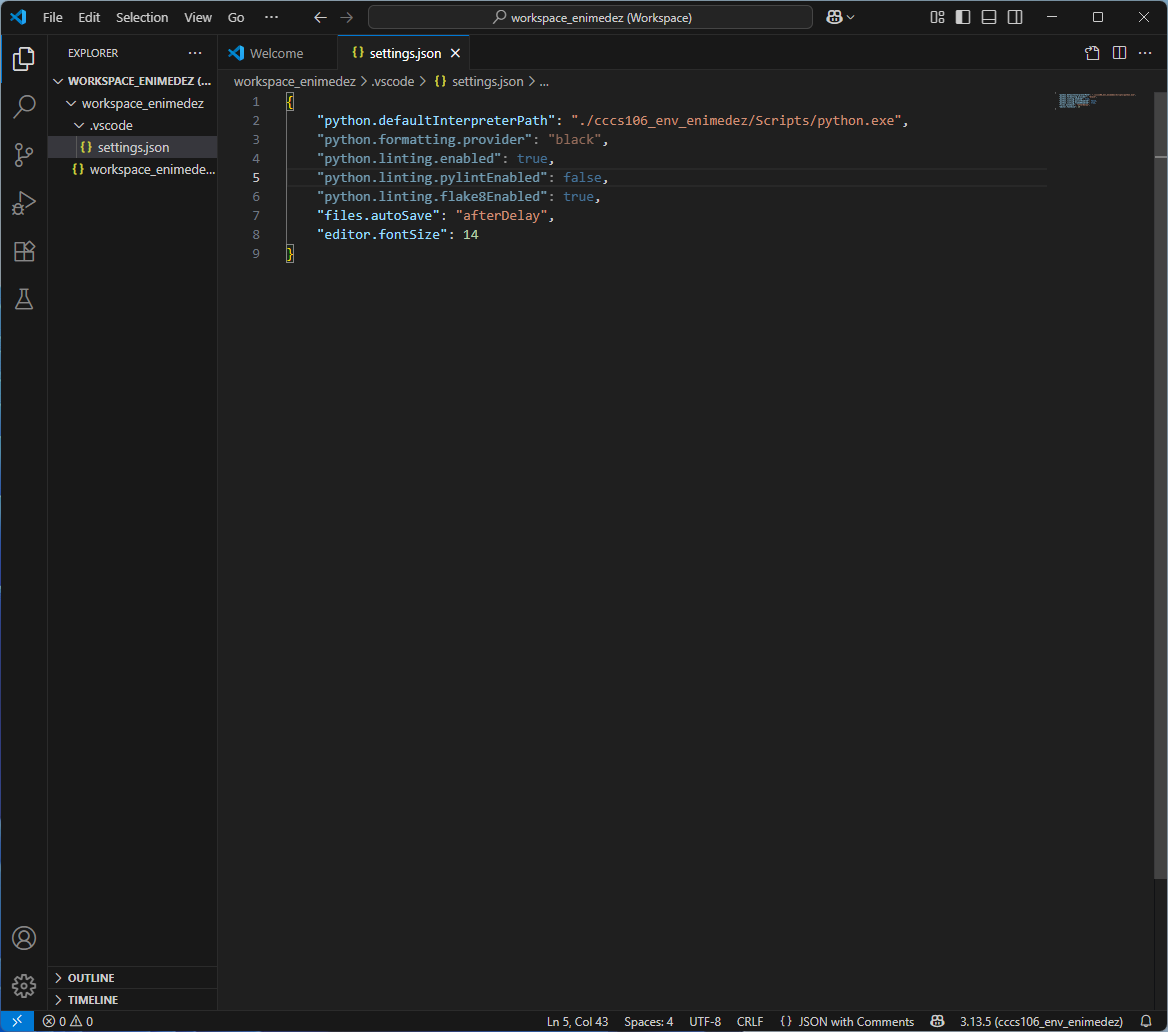 File Edit Selection View Go ··· workspace_enimedez (Workspace)
EXPLORER ···
WORKSPACE_ENIMEDEZ (...
workspace_enimedez
.vscode
{} settings.json
{} workspace_enimede...
OUTLINE
TIMELINE
Welcome {} settings.json
workspace_enimedez > .vscode > {} settings.json > ...
1 {
2 "python.defaultInterpreterPath": "./cccs106_env_enimedez/Scripts/python.exe",
3 "python.formatting.provider": "black",
4 "python.linting.enabled": true,
5 "python.linting.pylintEnabled": false,
6 "python.linting.flake8Enabled": true,
7 "files.autoSave": "afterDelay",
8 "editor.fontSize": 14
9 }
0 0 Ln 5, Col 43 Spaces: 4 UTF-8 CRLF {} JSON with Comments 3.13.5 (cccs106_env_enimedez)